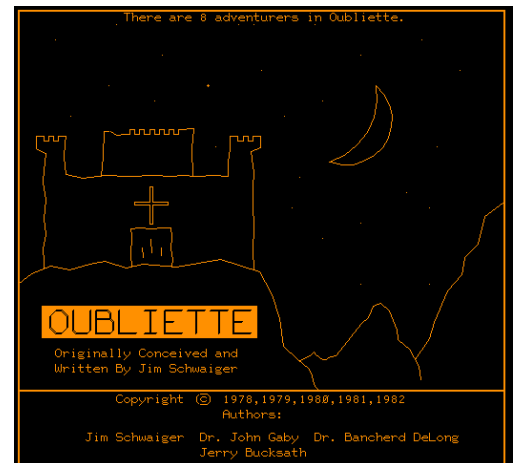 There are 8 adventurers in Oubliette.
OUBLIETTE
Originally Conceived and
Written By Jim Schwaiger
Copyright © 1978,1979,1980,1981,1982
Authors:
Jim Schwaiger Dr. John Gaby Dr. Bancherd DeLong
Jerry Bucksath